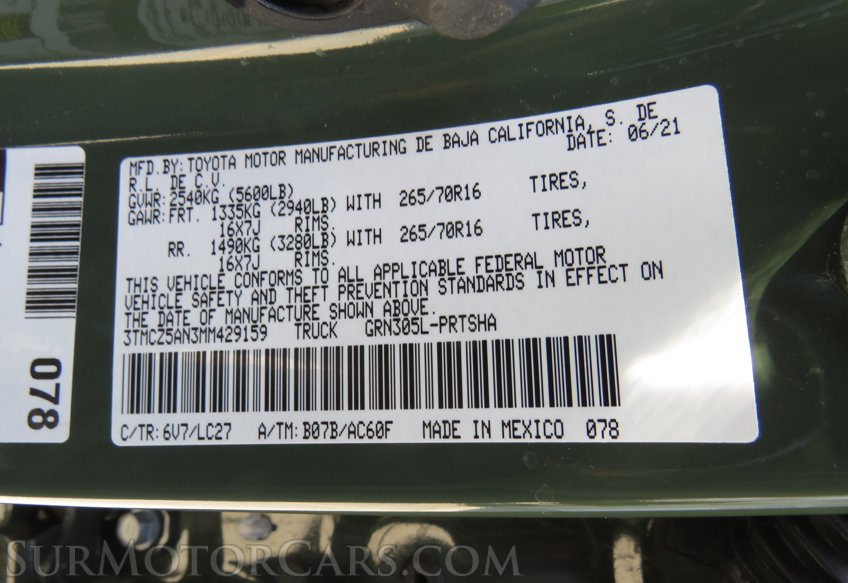 MFD.BY:TOYOTA MOTOR MANUFACTURING DE BAJA CALIFORNIA, S. DE
R.L. DE C.V. DATE: 06/21
GVWR: 2540KG (5600LB)
GAWR:FRT. 1335KG (2940LB) WITH 265/70R16 TIRES,
16X7J RIMS.
RR. 1490KG (3280LB) WITH 265/70R16 TIRES,
16X7J RIMS.
THIS VEHICLE CONFORMS TO ALL APPLICABLE FEDERAL MOTOR
VEHICLE SAFETY AND THEFT PREVENTION STANDARDS IN EFFECT ON
THE DATE OF MANUFACTURE SHOWN ABOVE.
3TMCZ5AN3MM429159 TRUCK GRN305L-PRTSHA
C/TR: 6V7/LC27 A/TM: B07B/AC60F MADE IN MEXICO 078
078
SURMOTORCARS.COM